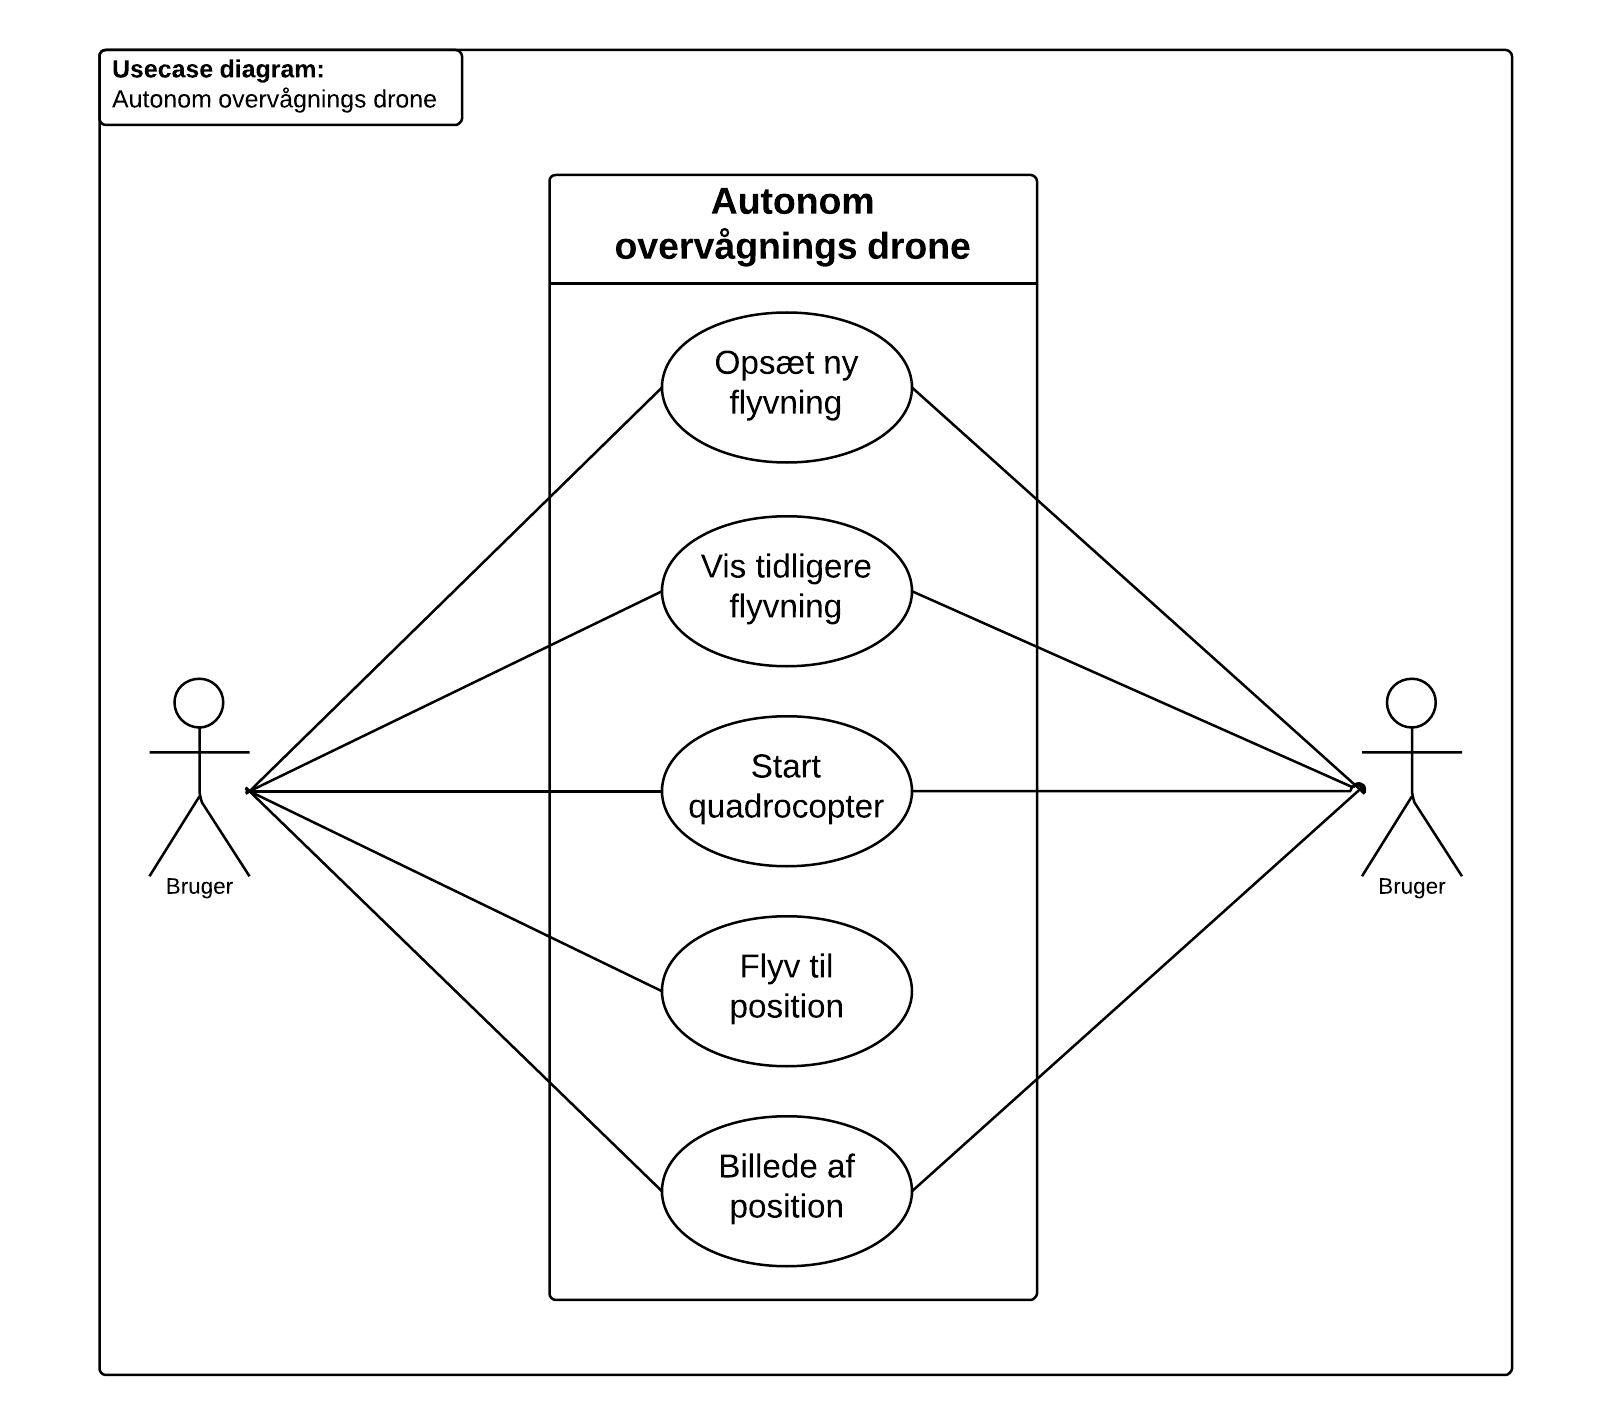 Usecase diagram:
Autonom overvågnings drone
Autonom
overvågnings drone
Opsæt ny
flyvning
Vis tidligere
flyvning
Start
quadrocopter
Flyv til
position
Billede af
position
Bruger
Bruger